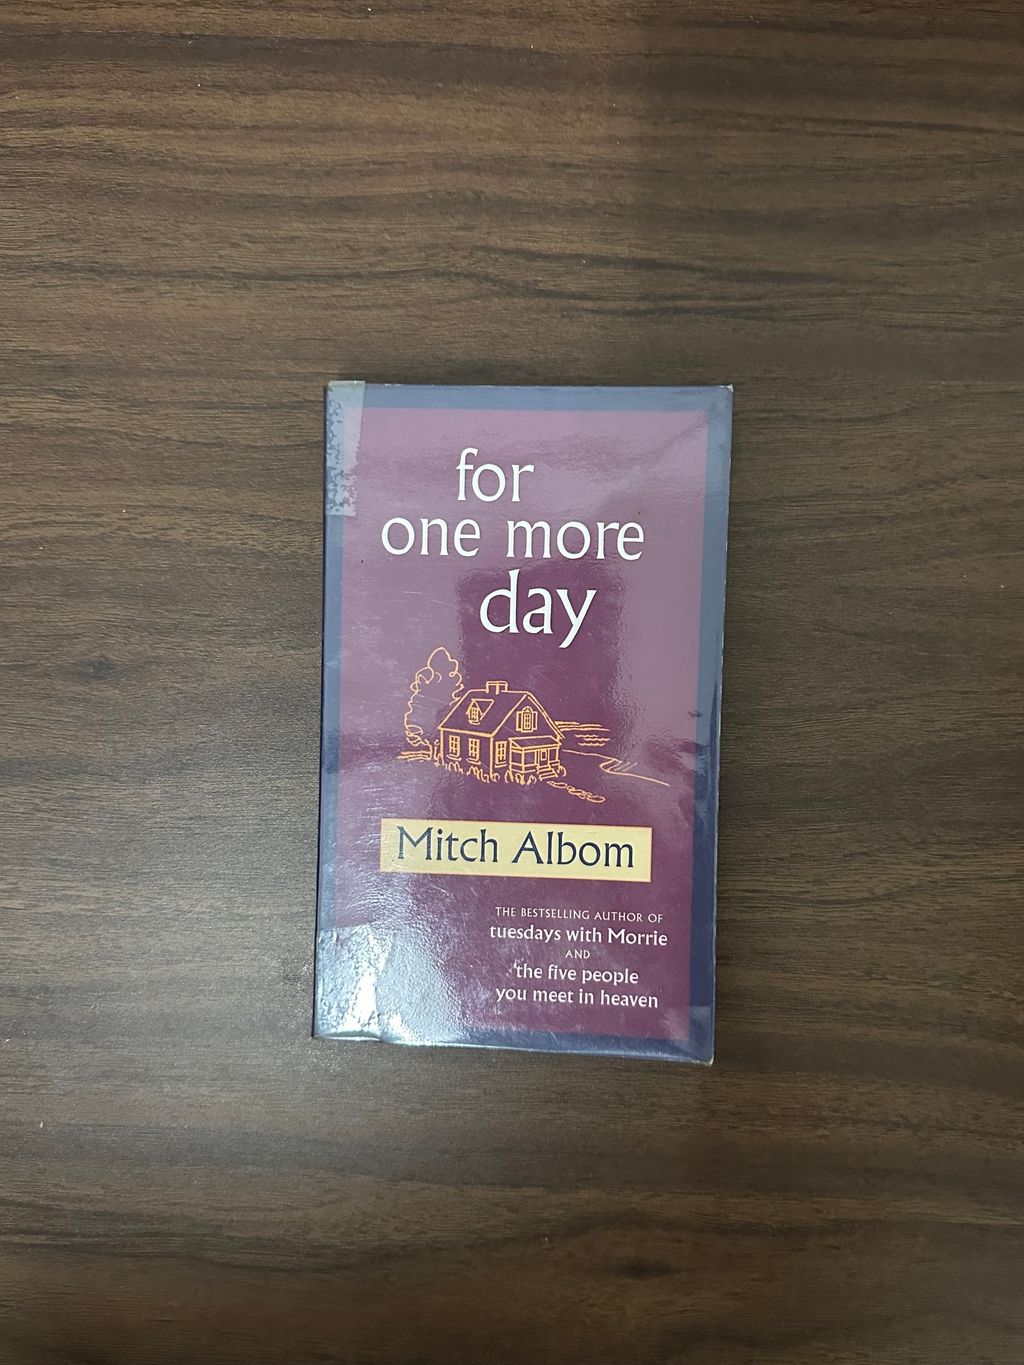 for
one more
day
Mitch Albom
THE BESTSELLING AUTHOR OF
tuesdays with Morrie
AND
the five people
you meet in heaven